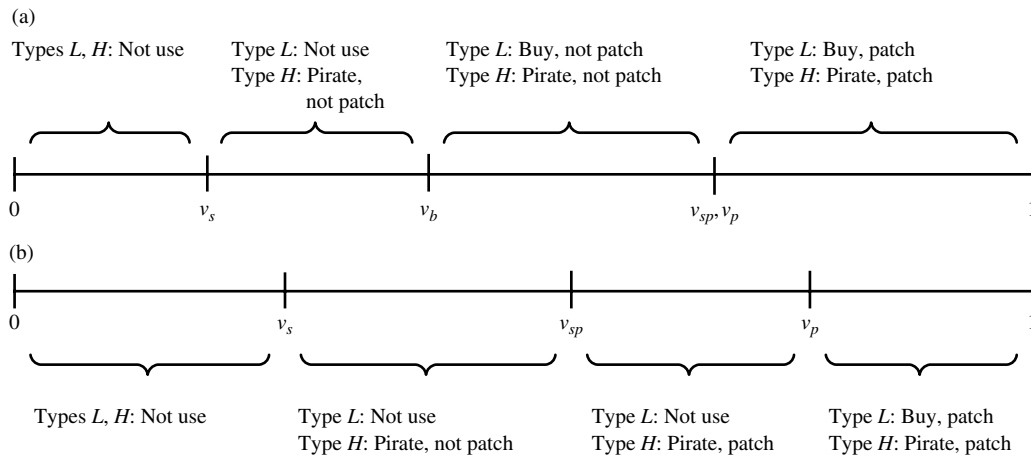 (a)
Types L, H: Not use
Type L: Not use
Type H: Pirate,
not patch
Type L: Buy, not patch
Type H: Pirate, not patch
Type L: Buy, patch
Type H: Pirate, patch
0
v_s
v_b
v_sp, v_p
1
(b)
0
v_s
v_sp
v_p
1
Types L, H: Not use
Type L: Not use
Type H: Pirate, not patch
Type L: Not use
Type H: Pirate, patch
Type L: Buy, patch
Type H: Pirate, patch